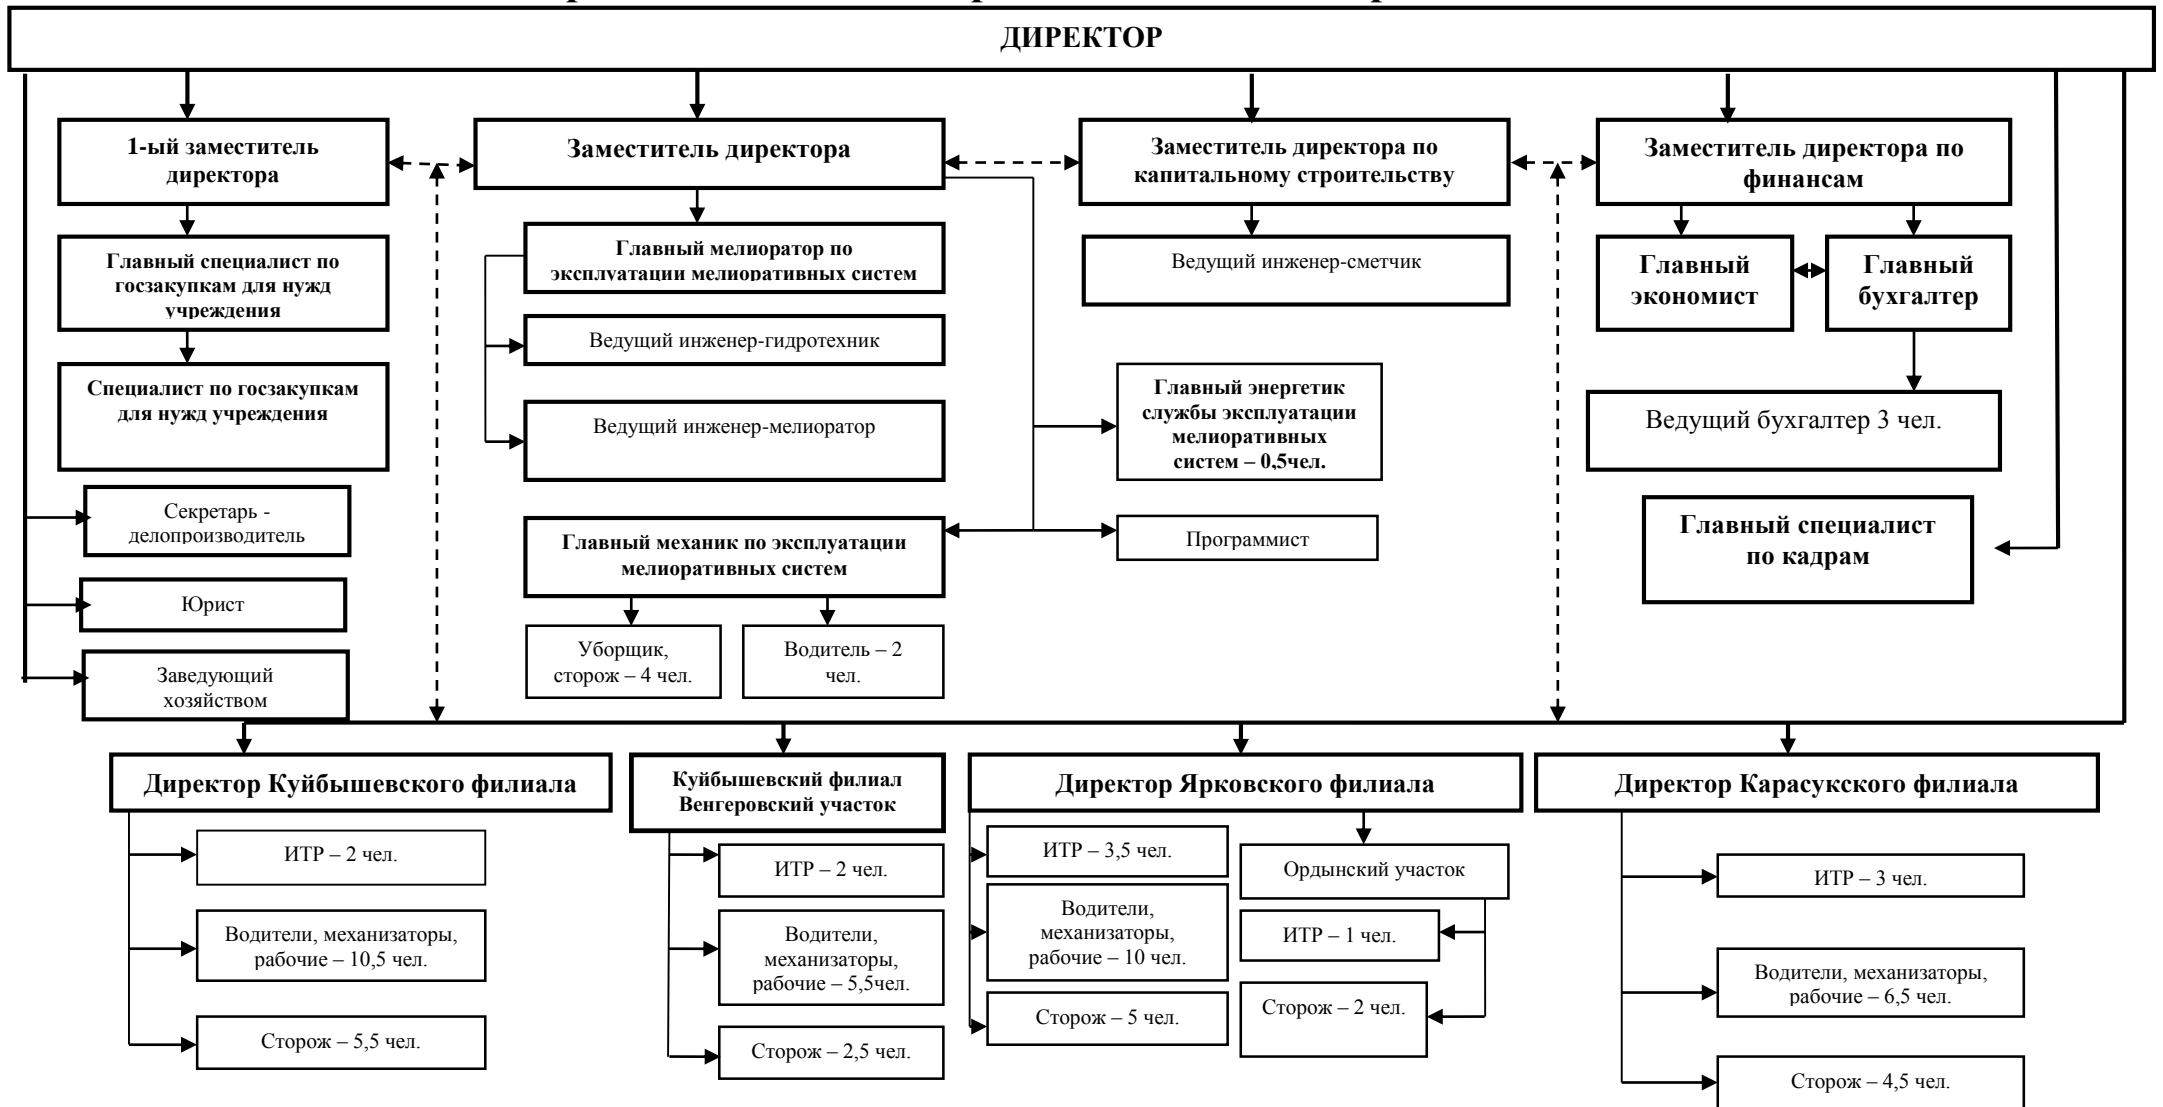 ДИРЕКТОР
1-ый заместитель
директора
Заместитель директора
Заместитель директора по
капитальному строительству
Заместитель директора по
финансам
Главный специалист по
госзакупкам для нужд
учреждения
Главный мелиоратор по
эксплуатации мелиоративных систем
Ведущий инженер-сметчик
Главный
экономист
Главный
бухгалтер
Ведущий инженер-гидротехник
Специалист по госзакупкам
для нужд учреждения
Ведущий инженер-мелиоратор
Главный энергетик
службы эксплуатации
мелиоративных
систем – 0,5чел.
Ведущий бухгалтер 3 чел.
Секретарь -
делопроизводитель
Главный механик по эксплуатации
мелиоративных систем
Программист
Главный специалист
по кадрам
Юрист
Уборщик,
сторож – 4 чел.
Водитель – 2
чел.
Заведующий
хозяйством
Директор Куйбышевского филиала
Куйбышевский филиал
Венгеровский участок
Директор Ярковского филиала
Директор Карасукского филиала
ИТР – 2 чел.
Водители, механизаторы,
рабочие – 10,5 чел.
Сторож – 5,5 чел.
ИТР – 2 чел.
Водители,
механизаторы,
рабочие – 5,5чел.
Сторож – 2,5 чел.
ИТР – 3,5 чел.
Водители,
механизаторы,
рабочие – 10 чел.
Сторож – 5 чел.
Ордынский участок
ИТР – 1 чел.
Сторож – 2 чел.
ИТР – 3 чел.
Водители, механизаторы,
рабочие – 6,5 чел.
Сторож – 4,5 чел.